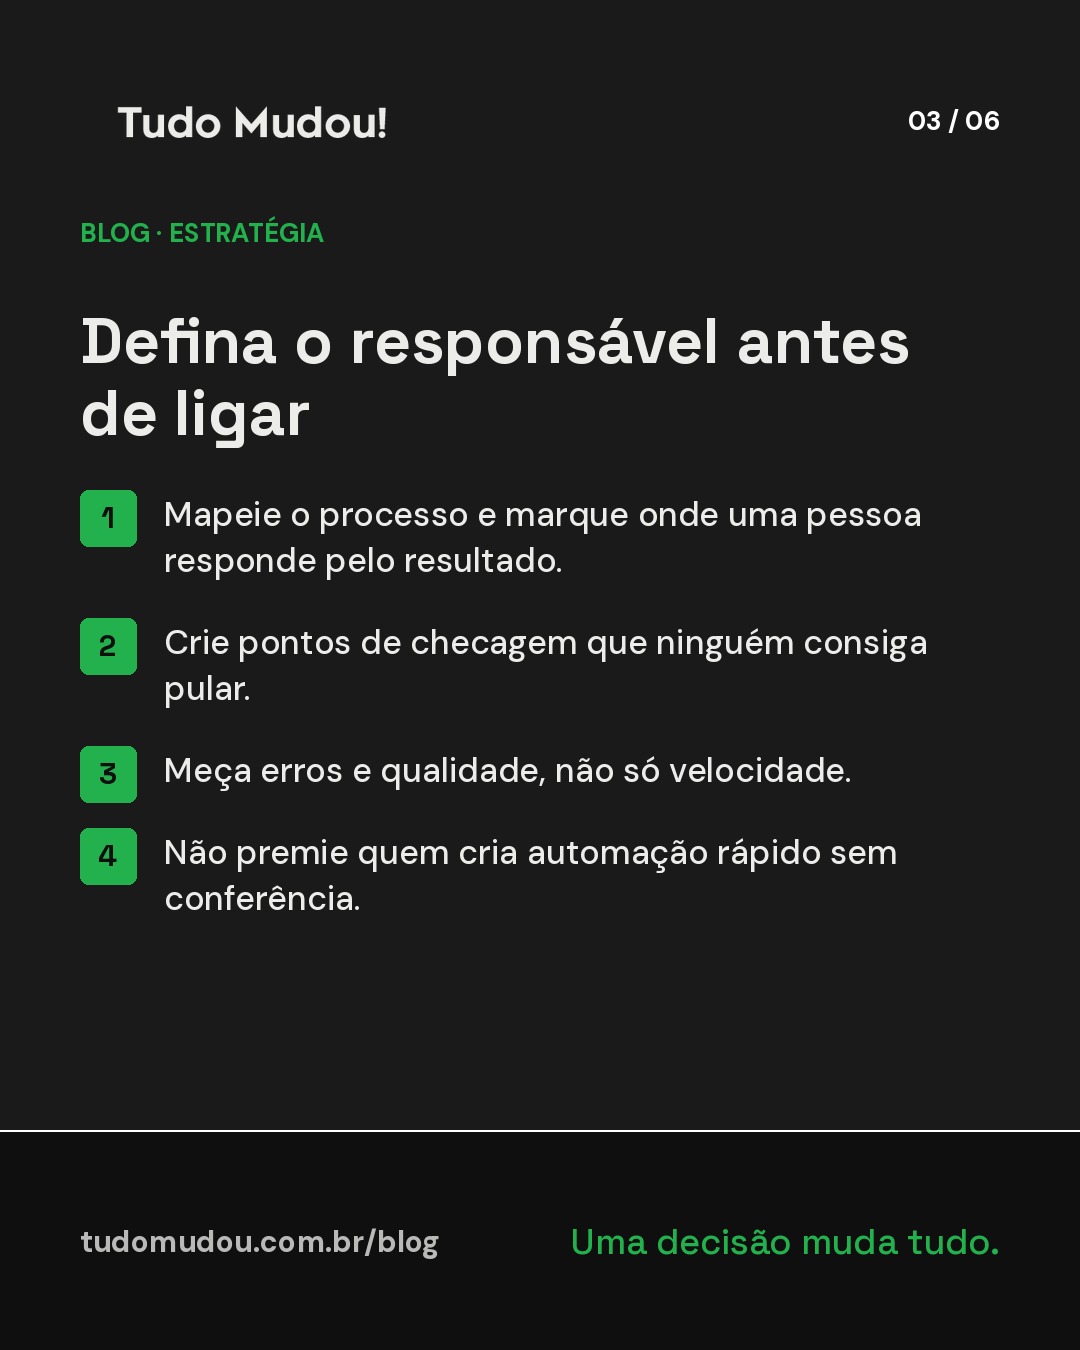 Tudo Mudou!
03 / 06
BLOG · ESTRATÉGIA
Defina o responsável antes
de ligar
1 Mapeie o processo e marque onde uma pessoa
responde pelo resultado.
2 Crie pontos de checagem que ninguém consiga
pular.
3 Meça erros e qualidade, não só velocidade.
4 Não premie quem cria automação rápido sem
conferência.
tudomudou.com.br/blog
Uma decisão muda tudo.